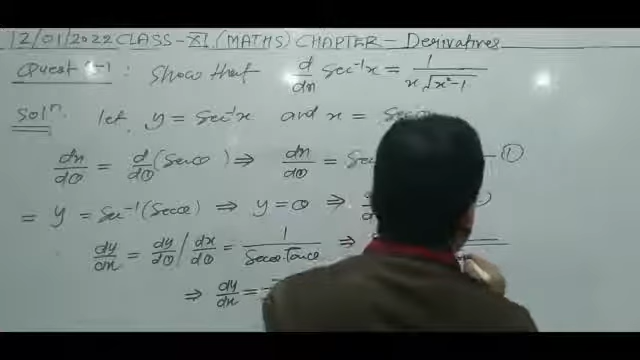 12/01/2022 CLASS-XI (MATHS) CHAPTER - Derivatives
Quest n-1 : Show that d/dx Sec⁻¹x = 1/(x√(x²-1))
Solⁿ. let y = Sec⁻¹x and x = Secθ
dx/dθ = d/dθ (Secθ) ⇒ dx/dθ = Sec ①
= y = Sec⁻¹(Secθ) ⇒ y = θ ⇒
dy/dx = dy/dθ / dx/dθ = 1/(Secθ.Tanθ) ⇒
⇒ dy/dx =